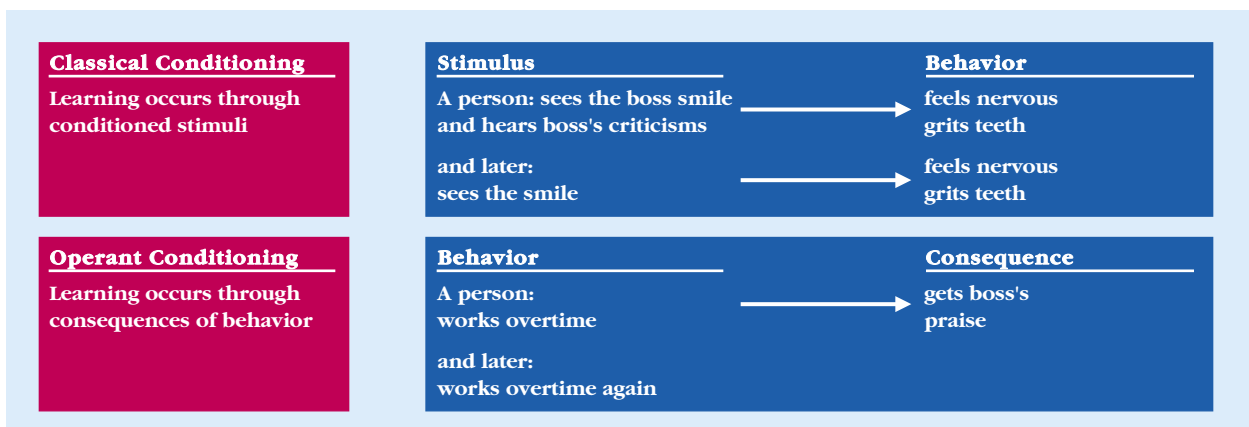 Classical Conditioning
Learning occurs through
conditioned stimuli
Stimulus
A person: sees the boss smile
and hears boss's criticisms
and later:
sees the smile
Behavior
feels nervous
grits teeth
feels nervous
grits teeth
Operant Conditioning
Learning occurs through
consequences of behavior
Behavior
A person:
works overtime
and later:
works overtime again
Consequence
gets boss's
praise